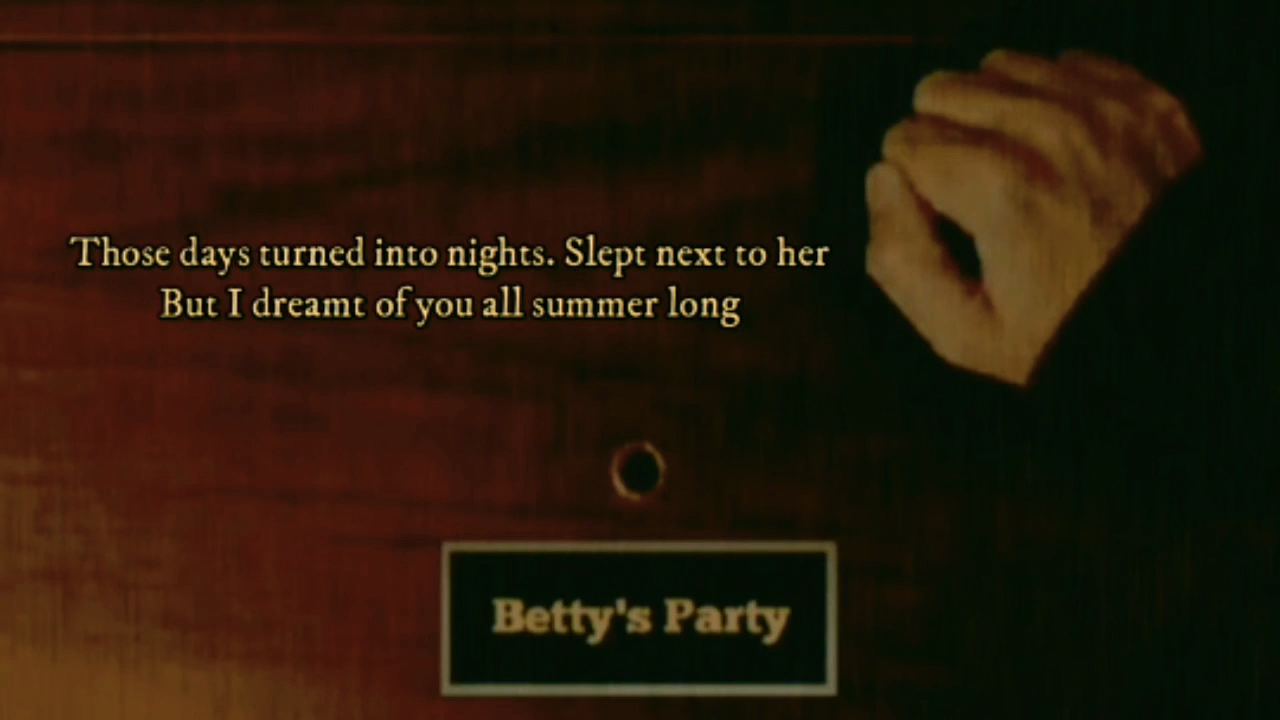 Those days turned into nights. Slept next to her
But I dreamt of you all summer long
Betty's Party